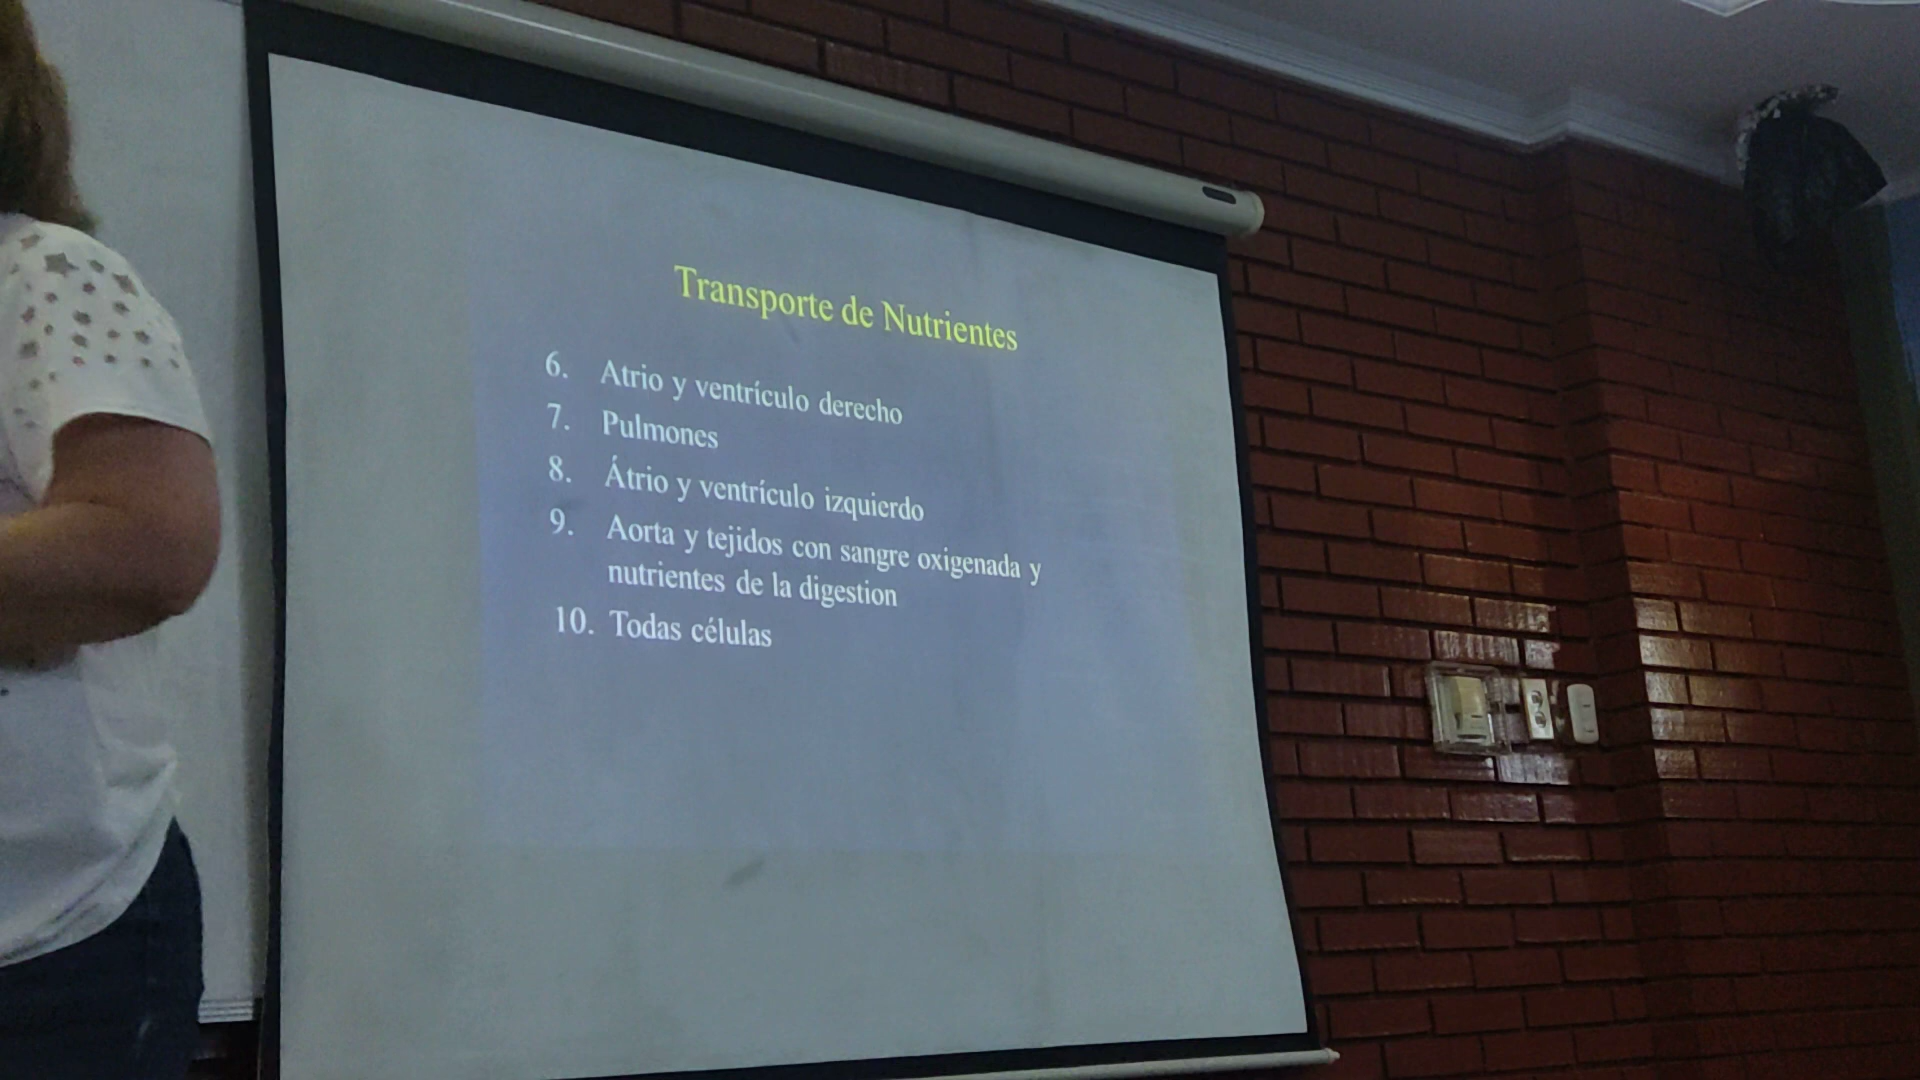 Transporte de Nutrientes
6. Atrio y ventrículo derecho
7. Pulmones
8. Átrio y ventrículo izquierdo
9. Aorta y tejidos con sangre oxigenada y
nutrientes de la digestion
10. Todas células